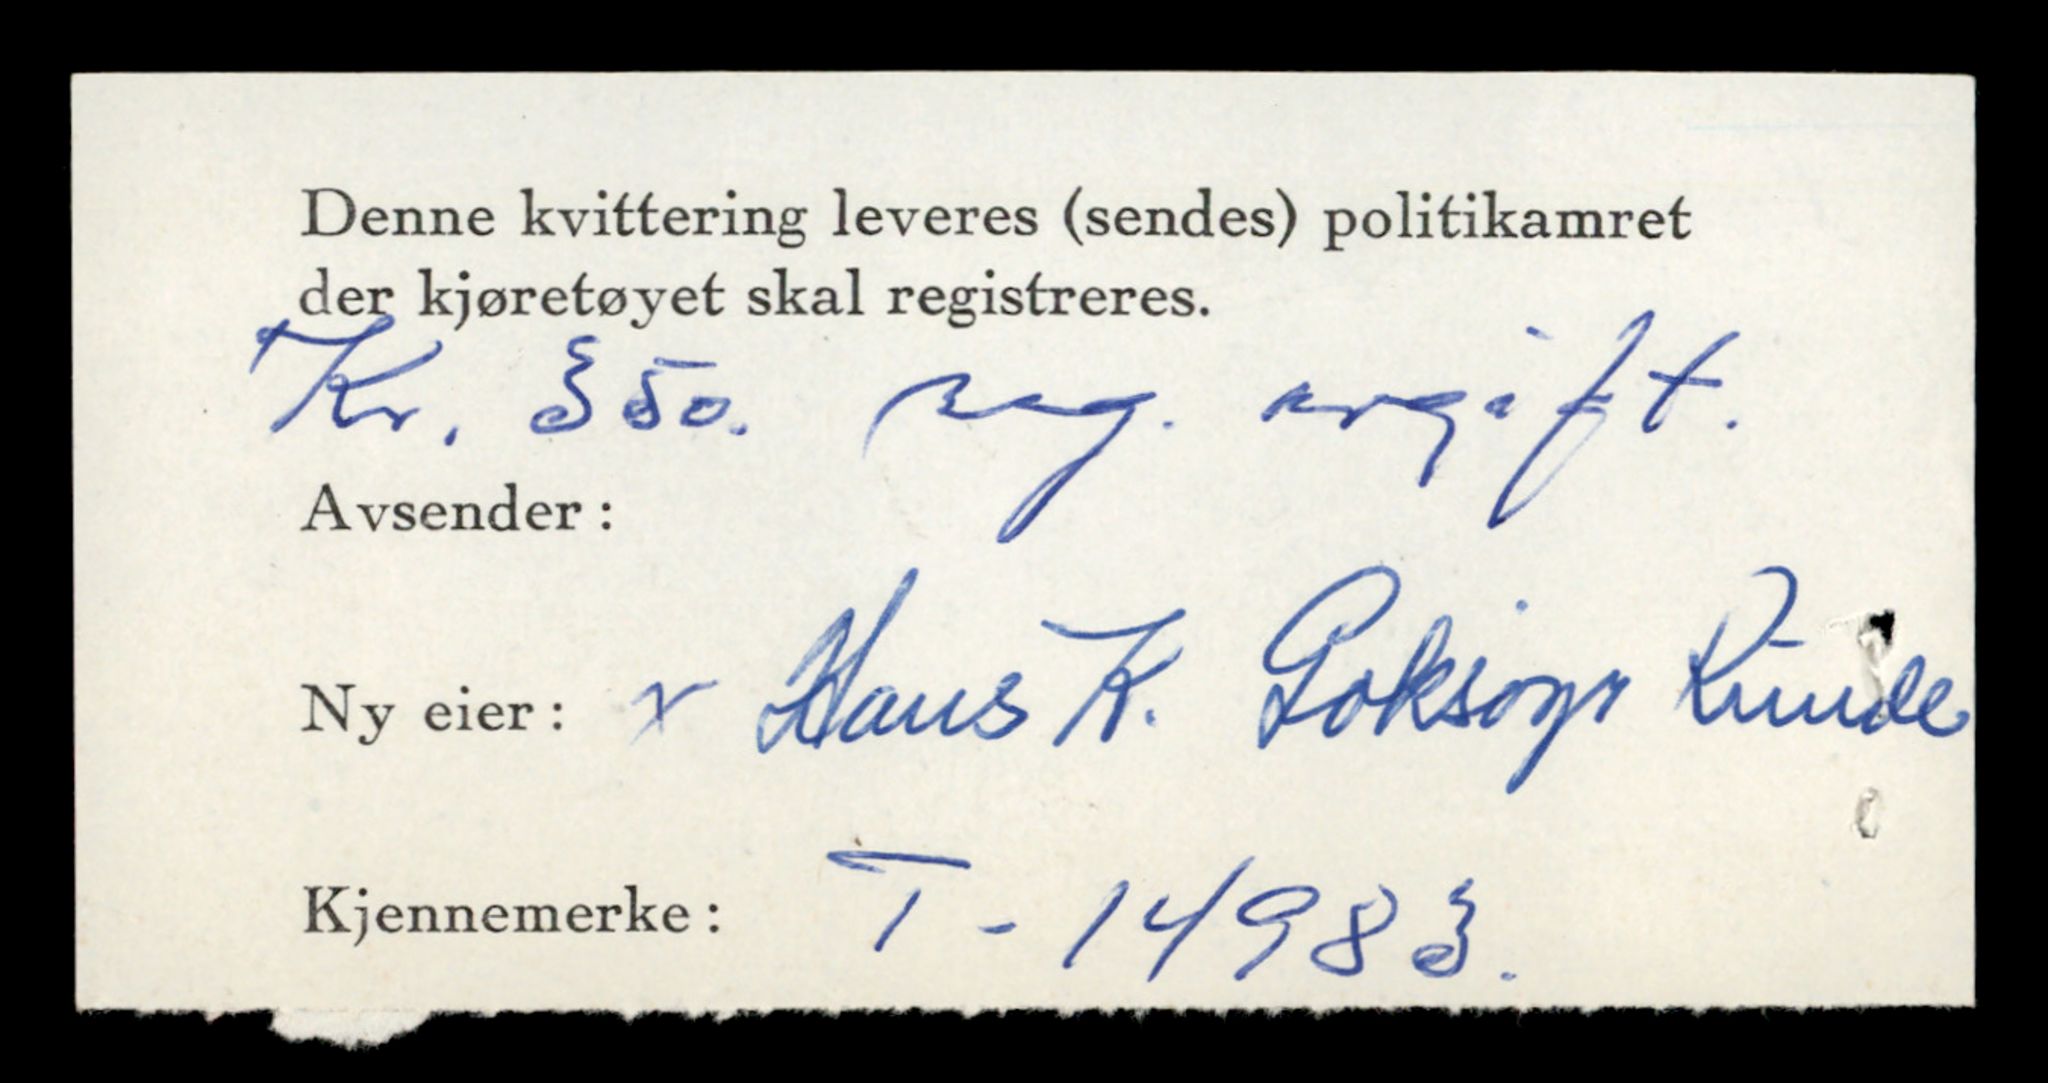 Denne kvittering leveres (sendes) politikamret
der kjøretøyet skal registreres.
Kr. 350. reg. avgift.
Avsender:
Ny eier: x Hans K. Goksøyr Runde
Kjennemerke: T - 14983.